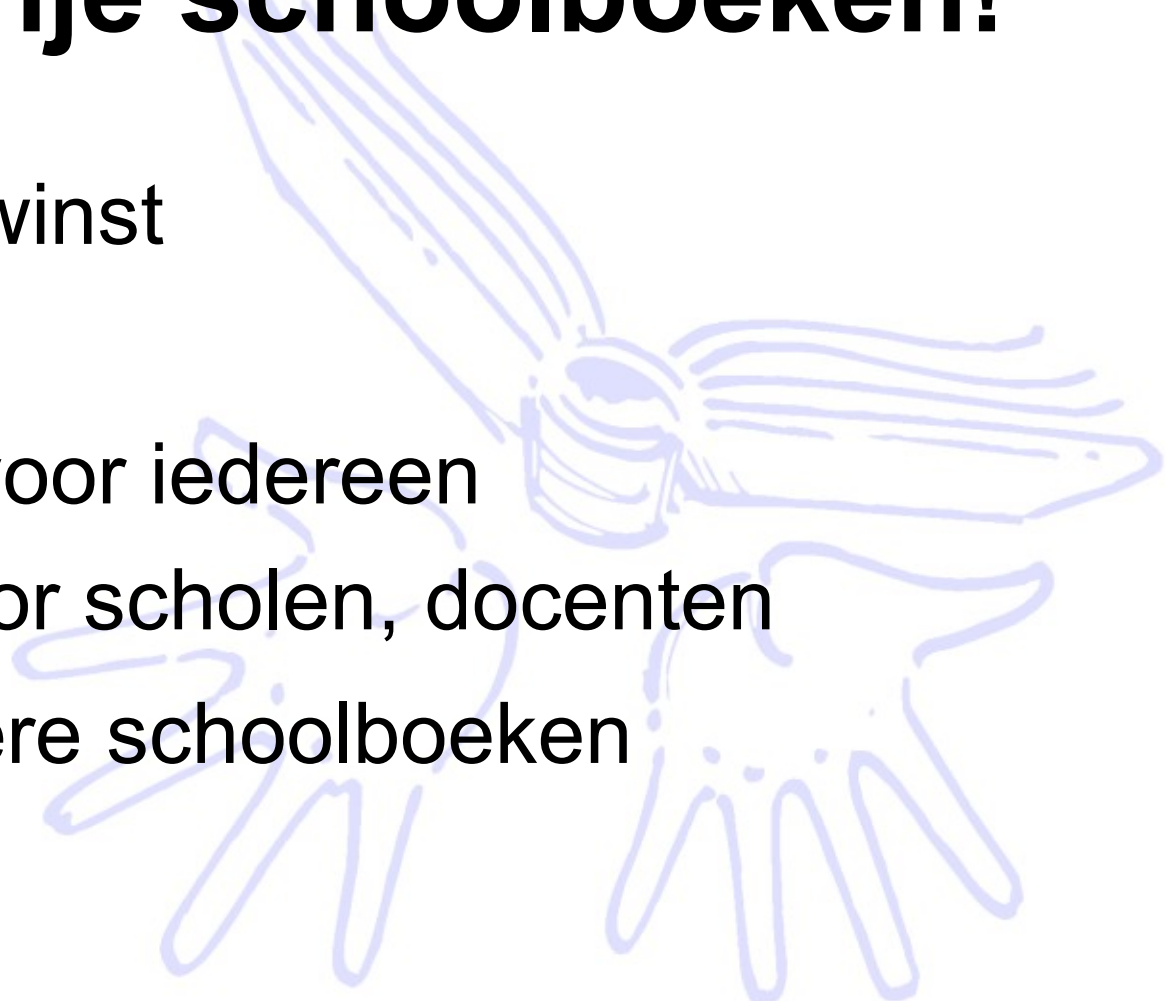 ije schoolboeken!
winst
voor iedereen
or scholen, docenten
ere schoolboeken